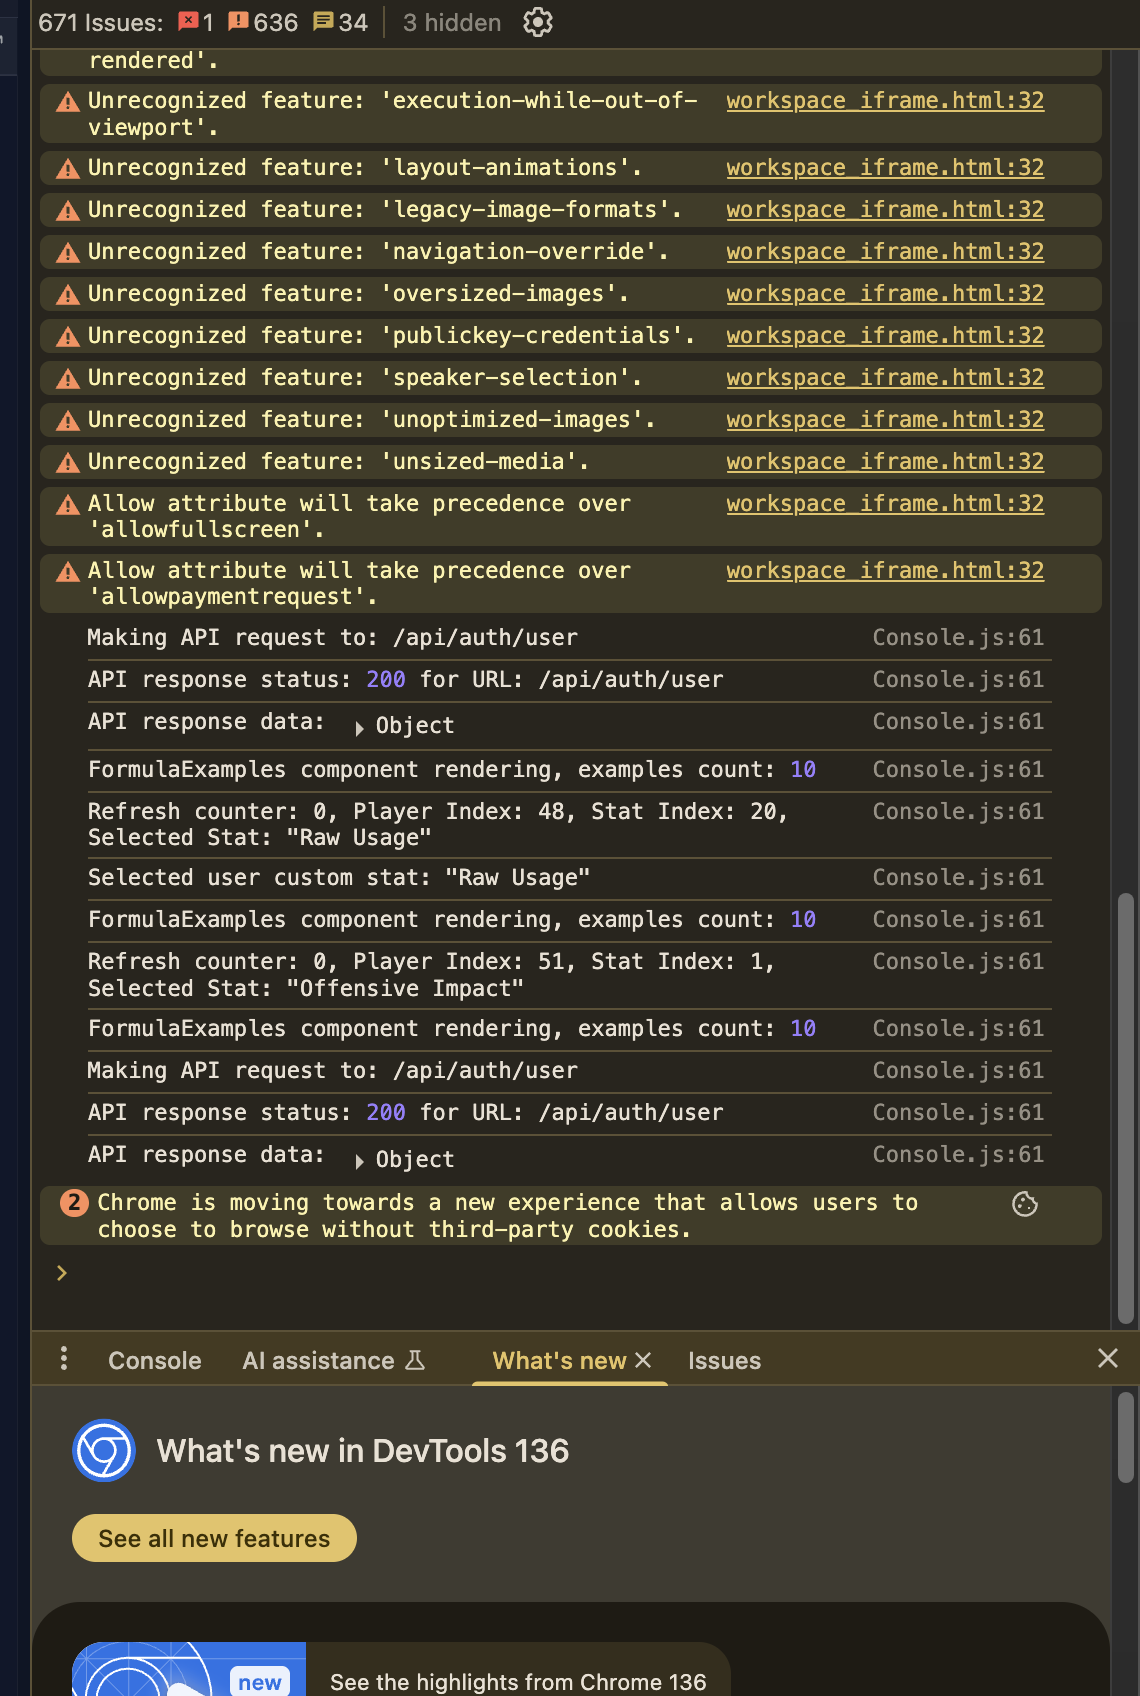 671 Issues: 1 636 34 3 hidden
rendered'.
Unrecognized feature: 'execution-while-out-of- workspace_iframe.html:32
viewport'.
Unrecognized feature: 'layout-animations'. workspace_iframe.html:32
Unrecognized feature: 'legacy-image-formats'. workspace_iframe.html:32
Unrecognized feature: 'navigation-override'. workspace_iframe.html:32
Unrecognized feature: 'oversized-images'. workspace_iframe.html:32
Unrecognized feature: 'publickey-credentials'. workspace_iframe.html:32
Unrecognized feature: 'speaker-selection'. workspace_iframe.html:32
Unrecognized feature: 'unoptimized-images'. workspace_iframe.html:32
Unrecognized feature: 'unsized-media'. workspace_iframe.html:32
Allow attribute will take precedence over workspace_iframe.html:32
'allowfullscreen'.
Allow attribute will take precedence over workspace_iframe.html:32
'allowpaymentrequest'.
Making API request to: /api/auth/user Console.js:61
API response status: 200 for URL: /api/auth/user Console.js:61
API response data: Object Console.js:61
FormulaExamples component rendering, examples count: 10 Console.js:61
Refresh counter: 0, Player Index: 48, Stat Index: 20, Console.js:61
Selected Stat: "Raw Usage"
Selected user custom stat: "Raw Usage" Console.js:61
FormulaExamples component rendering, examples count: 10 Console.js:61
Refresh counter: 0, Player Index: 51, Stat Index: 1, Console.js:61
Selected Stat: "Offensive Impact"
FormulaExamples component rendering, examples count: 10 Console.js:61
Making API request to: /api/auth/user Console.js:61
API response status: 200 for URL: /api/auth/user Console.js:61
API response data: Object Console.js:61
2 Chrome is moving towards a new experience that allows users to
choose to browse without third-party cookies.
Console AI assistance What's new Issues
What's new in DevTools 136
See all new features
new See the highlights from Chrome 136